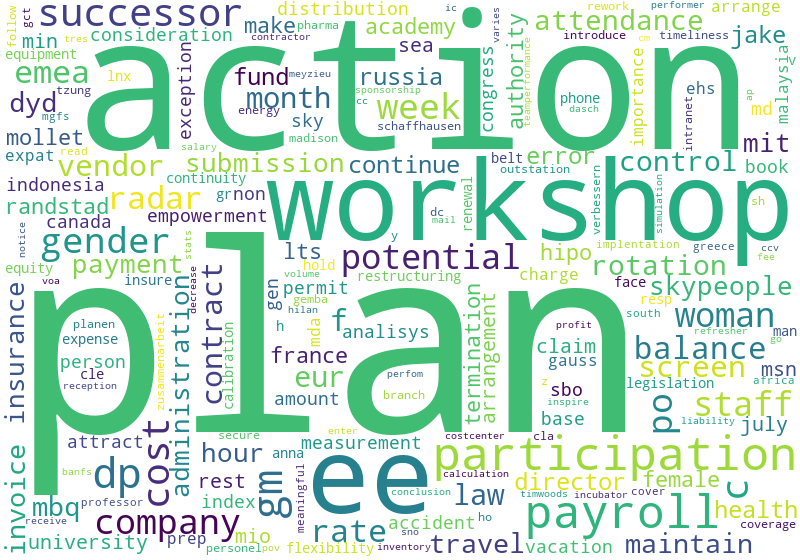 follow gct successor pharma distribution make tres contractor academy ic performer introduce rework attendance arrange varies timeliness jake
min consideration emea equipment lnx tzung energy meyzieu sponsorship cc sea russia congress authority cm importance malaysia v
dyd mgfs exception fund month sky schaffhausen week action phone dasch intranet ehs ap md mit
mollet expat read salary madison continue belt outstation error control book
vendor submission indonesia continuity gr non radar workshop renewal verbessern simulation sh
randstad canada empowerment y dc mail
notice gender stats lts potential hipo implentation greece ccv fee
equity payment voa insure decrease volume hold gen permit restructuring charge rotation face resp skypeople
planen expense person cle reception insurance zusammenarbeit administration contract calibration gemba hilan h mda f analisys south woman man refresher go
plan france perfom profit claim gauss balance
eur amount branch termination arrangement z inspire sbo base screen legislation africa msn
attract cost hour secure anna enter measurement costcenter cla po liability staff july
invoice banfs dp rest meaningful gm ee calculation participation
mbq professor index conclusion law timwoods incubator director cover female c health
receive company mio rate accident payroll coverage
university prep personel pov flexibility sno inventory ho travel vacation maintain